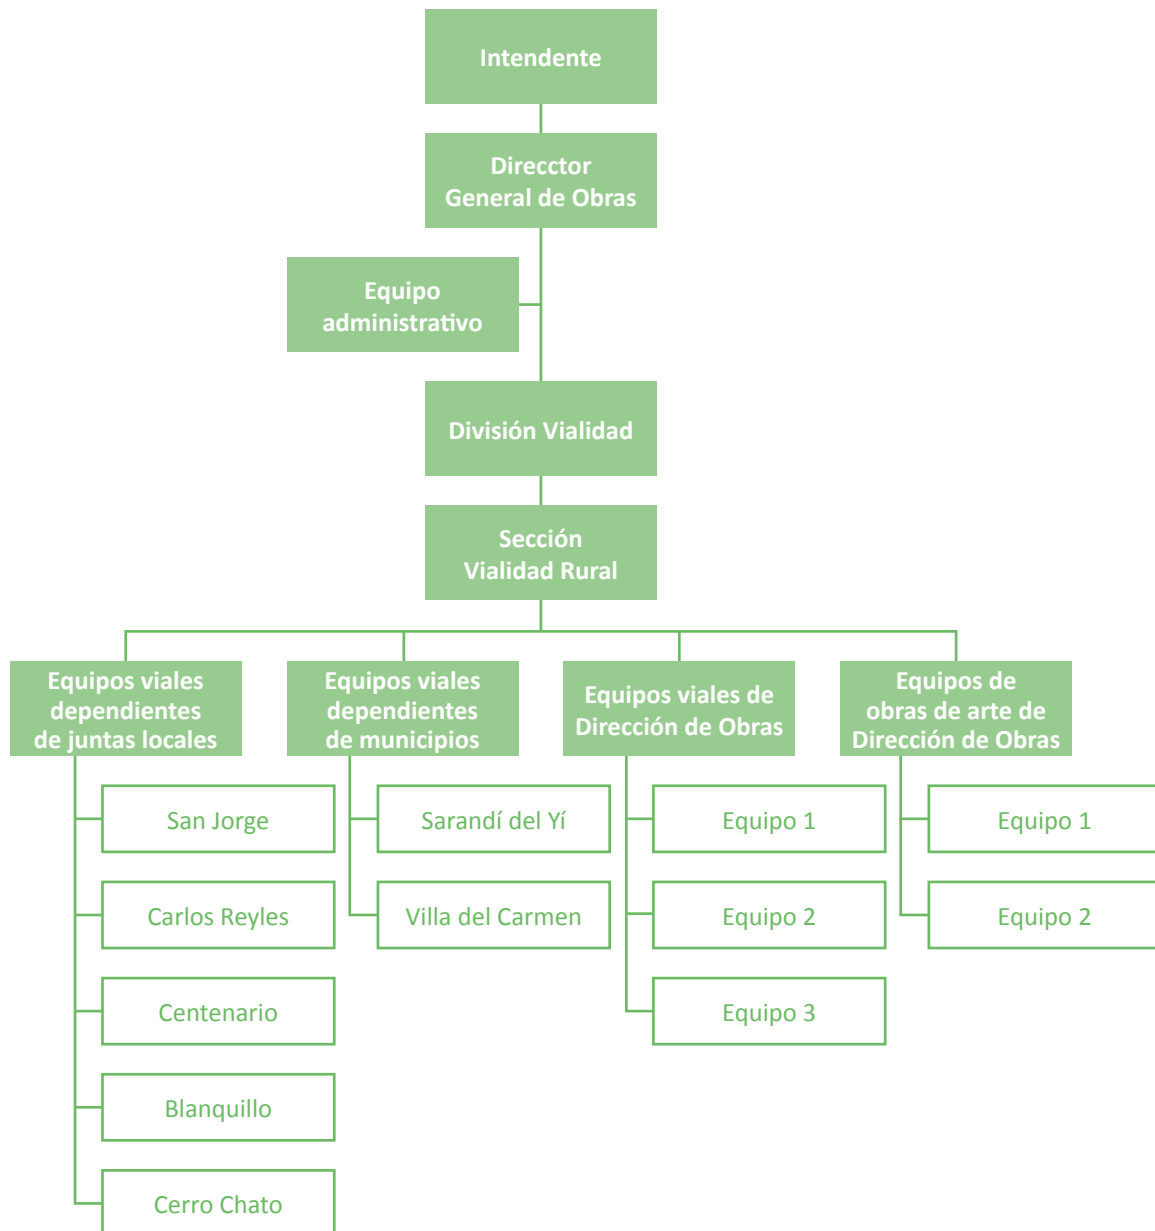 Intendente
Direcctor
General de Obras
Equipo
administrativo
División Vialidad
Sección
Vialidad Rural
Equipos viales
dependientes
de juntas locales
San Jorge
Carlos Reyles
Centenario
Blanquillo
Cerro Chato
Equipos viales
dependientes
de municipios
Sarandí del Yí
Villa del Carmen
Equipos viales de
Dirección de Obras
Equipo 1
Equipo 2
Equipo 3
Equipos de
obras de arte de
Dirección de Obras
Equipo 1
Equipo 2